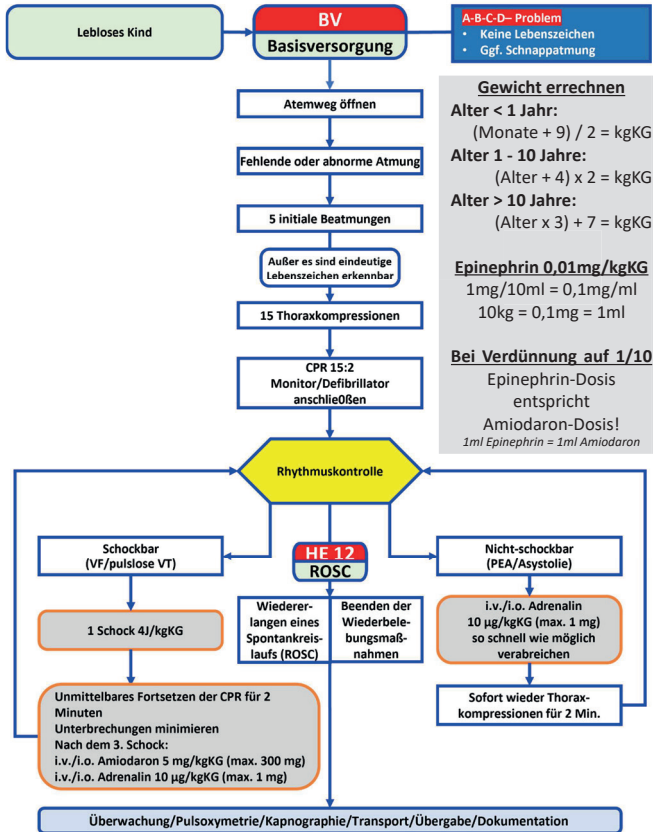 Lebloses Kind
BV
Basisversorgung
A-B-C-D– Problem
• Keine Lebenszeichen
• Ggf. Schnappatmung
Atemweg öffnen
Fehlende oder abnorme Atmung
5 initiale Beatmungen
Außer es sind eindeutige
Lebenszeichen erkennbar
15 Thoraxkompressionen
CPR 15:2
Monitor/Defibrillator
anschließen
Gewicht errechnen
Alter < 1 Jahr:
(Monate + 9) / 2 = kgKG
Alter 1 - 10 Jahre:
(Alter + 4) x 2 = kgKG
Alter > 10 Jahre:
(Alter x 3) + 7 = kgKG
Epinephrin 0,01mg/kgKG
1mg/10ml = 0,1mg/ml
10kg = 0,1mg = 1ml
Bei Verdünnung auf 1/10
Epinephrin-Dosis
entspricht
Amiodaron-Dosis!
1ml Epinephrin = 1ml Amiodaron
Rhythmuskontrolle
Schockbar
(VF/pulslose VT)
1 Schock 4J/kgKG
Unmittelbares Fortsetzen der CPR für 2
Minuten
Unterbrechungen minimieren
Nach dem 3. Schock:
i.v./i.o. Amiodaron 5 mg/kgKG (max. 300 mg)
i.v./i.o. Adrenalin 10 µg/kgKG (max. 1 mg)
HE 12
ROSC
Wiederer-
langen eines
Spontankreis-
laufs (ROSC)
Beenden der
Wiederbele-
bungsmaß-
nahmen
Nicht-schockbar
(PEA/Asystolie)
i.v./i.o. Adrenalin
10 µg/kgKG (max. 1 mg)
so schnell wie möglich
verabreichen
Sofort wieder Thorax-
kompressionen für 2 Min.
Überwachung/Pulsoxymetrie/Kapnographie/Transport/Übergabe/Dokumentation